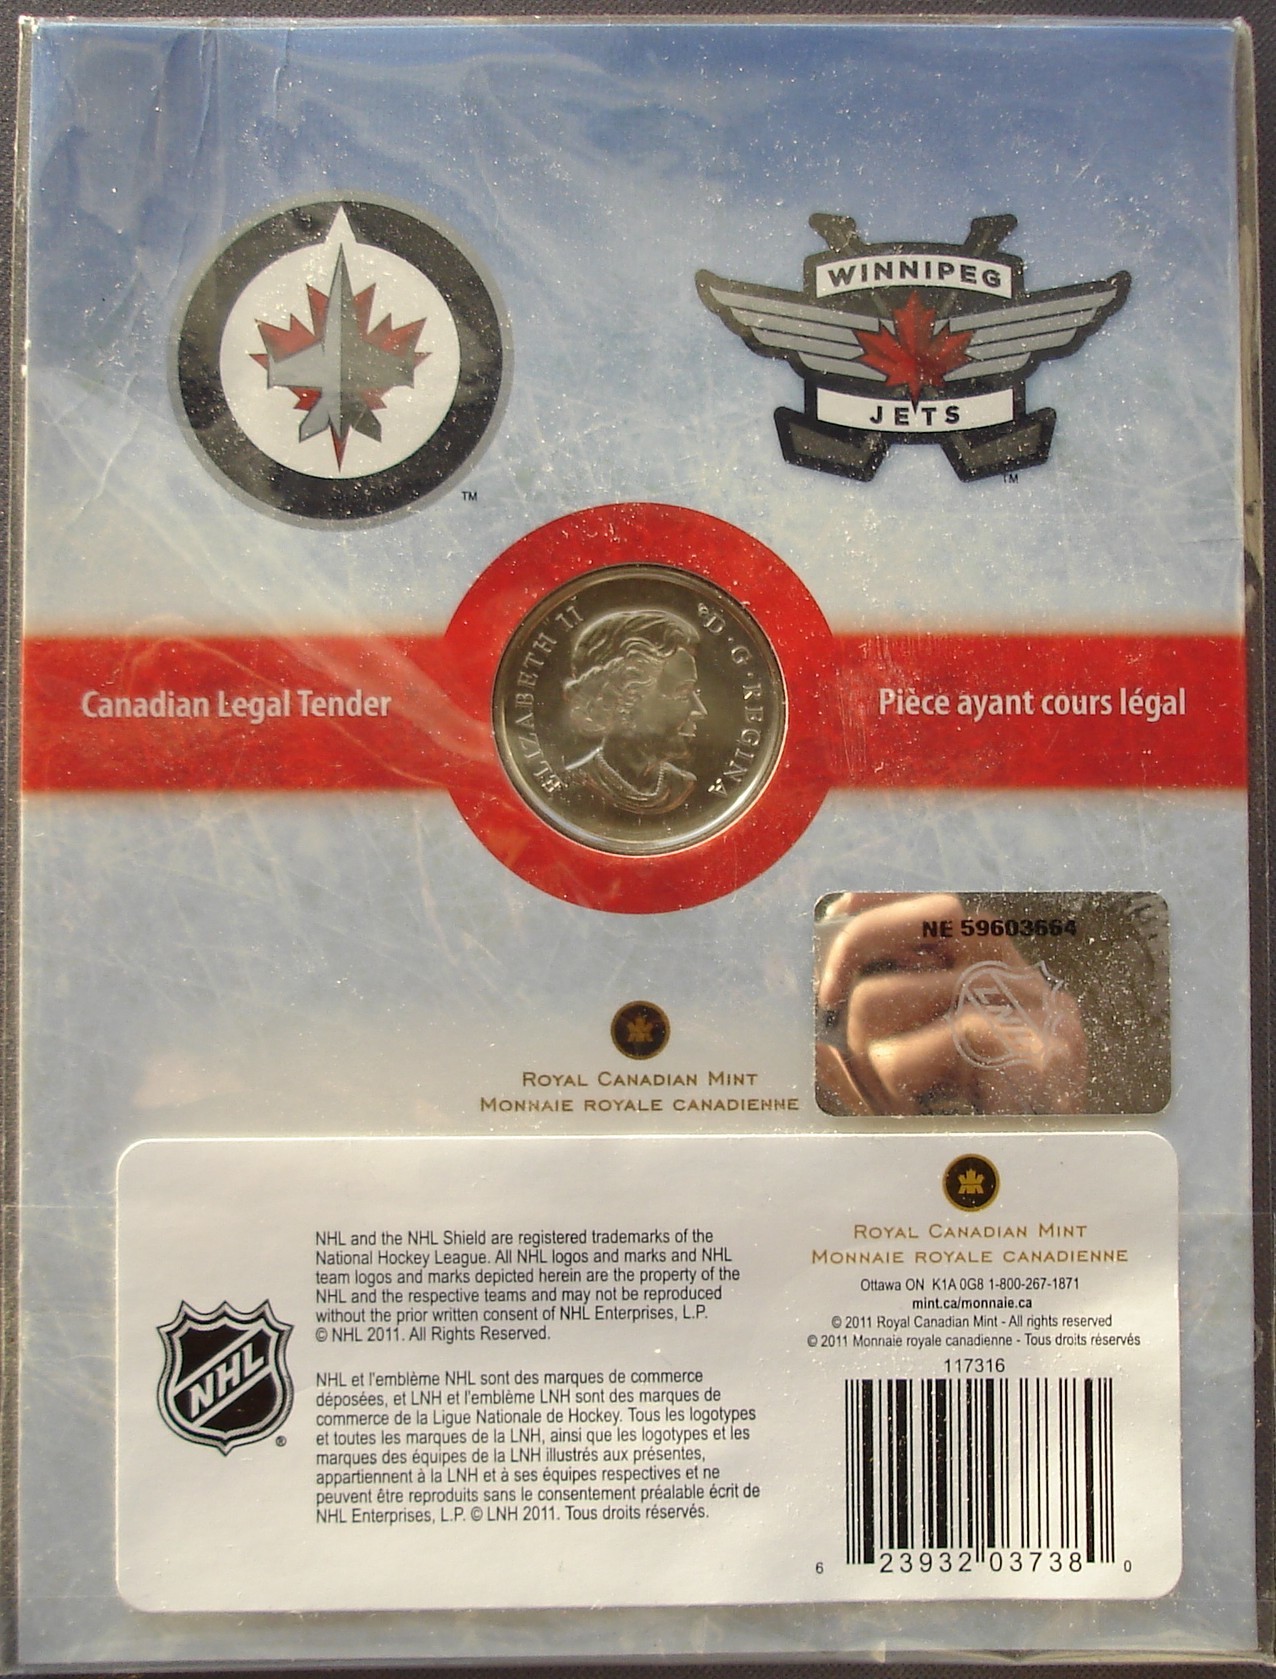 WINNIPEG
JETS
TM
TM
ELIZABETH II D·G·REGINA
Canadian Legal Tender
Pièce ayant cours légal
NE 59603664
LNH
ROYAL CANADIAN MINT
MONNAIE ROYALE CANADIENNE
NHL and the NHL Shield are registered trademarks of the
National Hockey League. All NHL logos and marks and NHL
team logos and marks depicted herein are the property of the
NHL and the respective teams and may not be reproduced
without the prior written consent of NHL Enterprises, L.P.
© NHL 2011. All Rights Reserved.
NHL
®
NHL et l'emblème NHL sont des marques de commerce
déposées, et LNH et l'emblème LNH sont des marques de
commerce de la Ligue Nationale de Hockey. Tous les logotypes
et toutes les marques de la LNH, ainsi que les logotypes et les
marques des équipes de la LNH illustrés aux présentes,
appartiennent à la LNH et à ses équipes respectives et ne
peuvent être reproduits sans le consentement préalable écrit de
NHL Enterprises, L.P. © LNH 2011. Tous droits réservés.
ROYAL CANADIAN MINT
MONNAIE ROYALE CANADIENNE
Ottawa ON K1A 0G8 1-800-267-1871
mint.ca/monnaie.ca
© 2011 Royal Canadian Mint - All rights reserved
© 2011 Monnaie royale canadienne - Tous droits réservés
117316
6 23932 03738 0